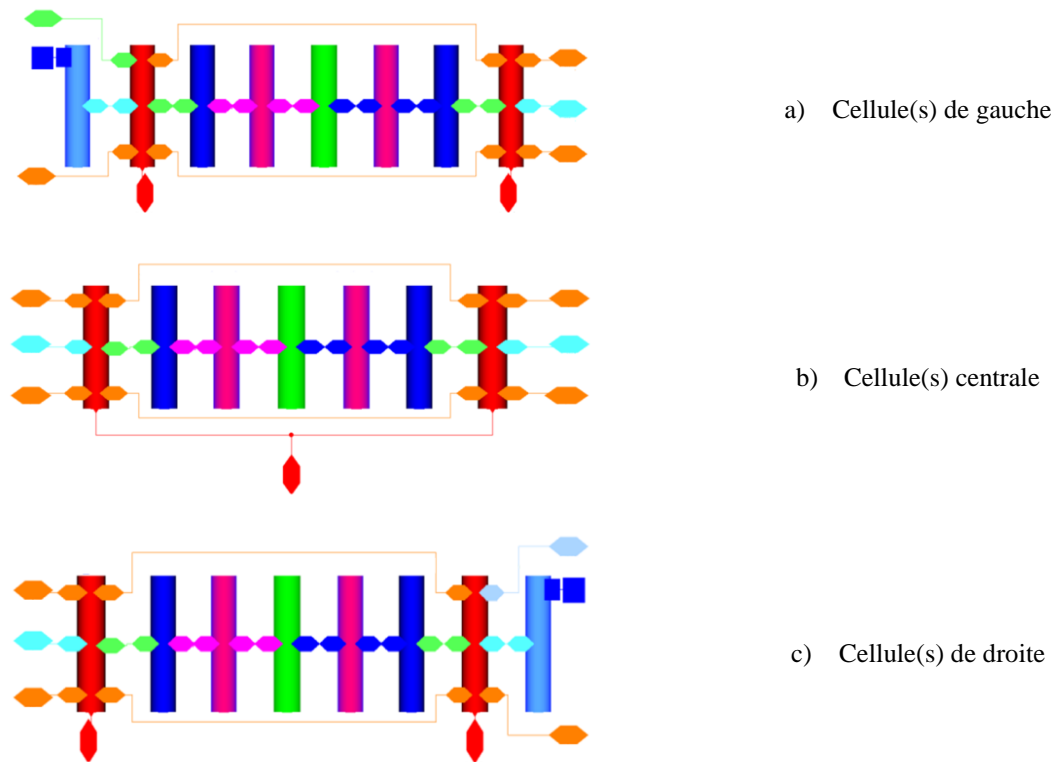 a) Cellule(s) de gauche
b) Cellule(s) centrale
c) Cellule(s) de droite